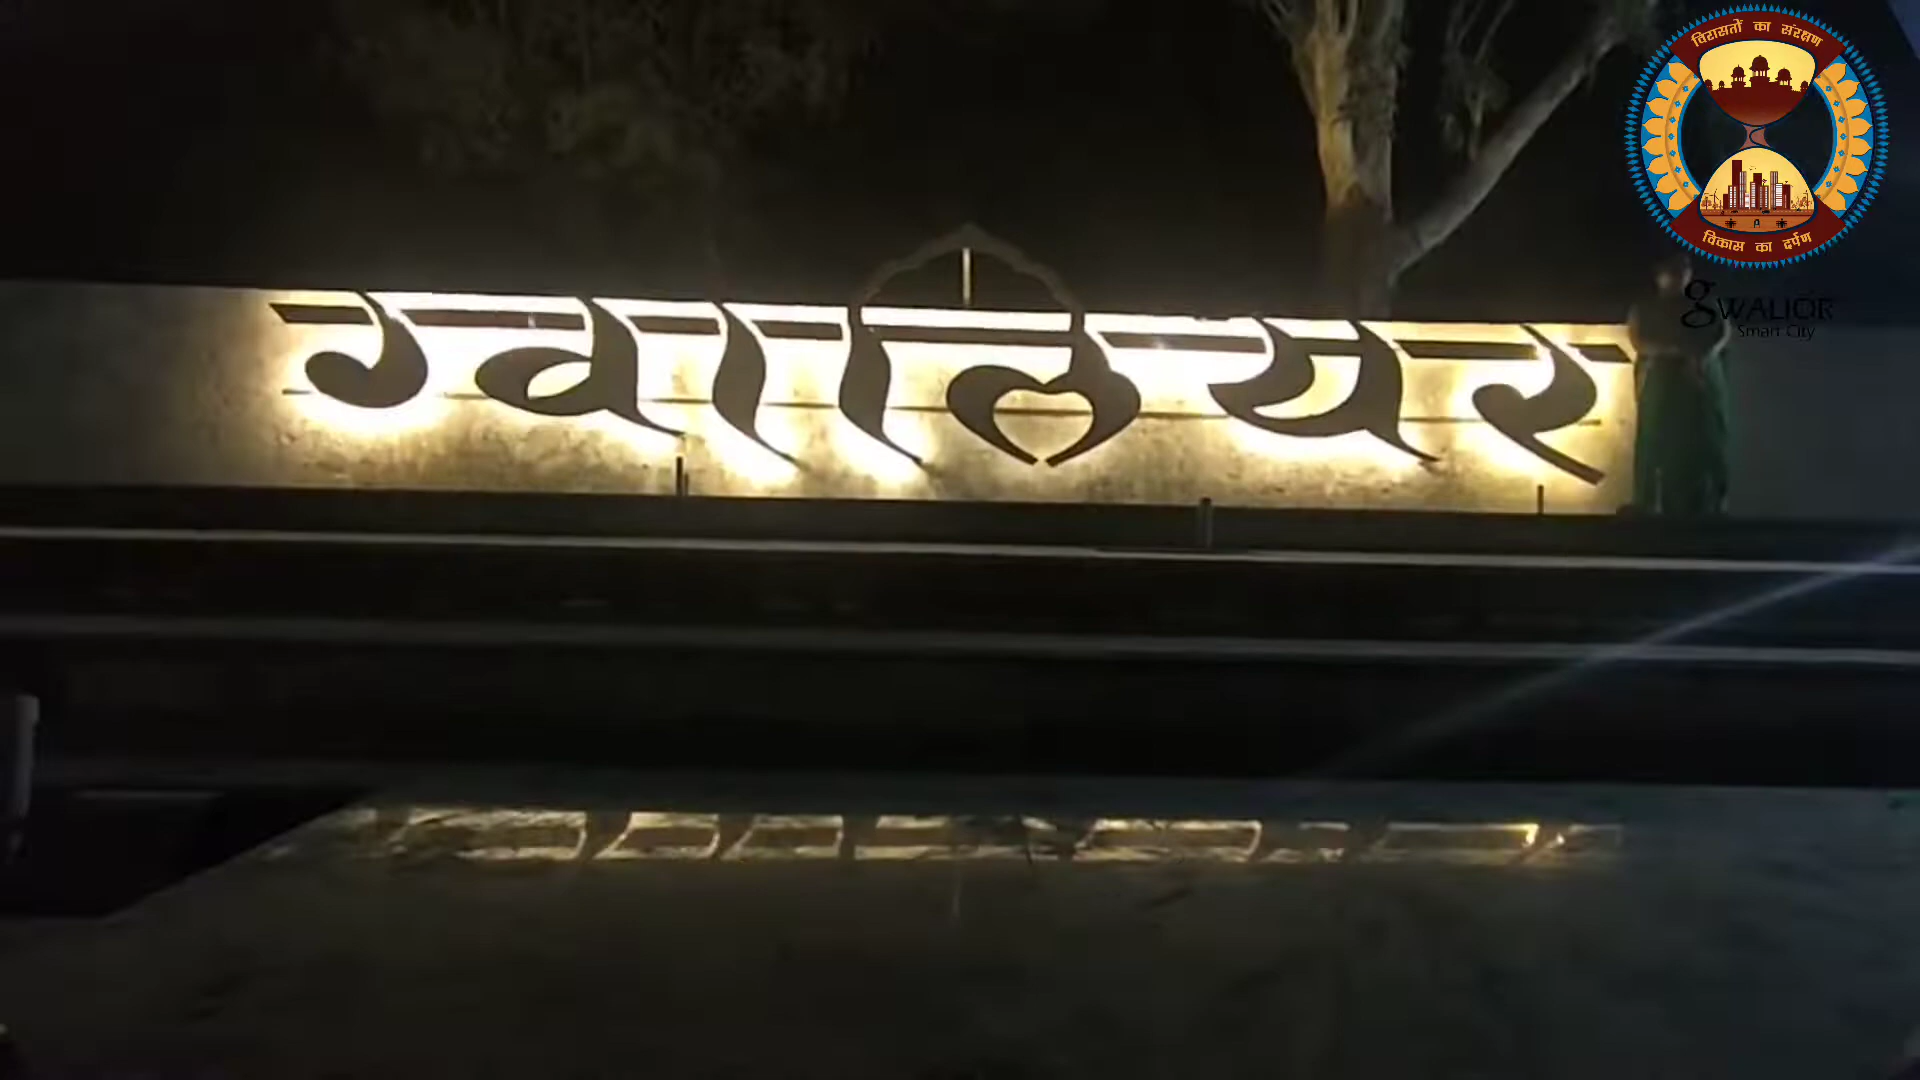 ग्वालियर
विरासतों का संरक्षण
विकास का दर्पण
gWALIOR
Smart City